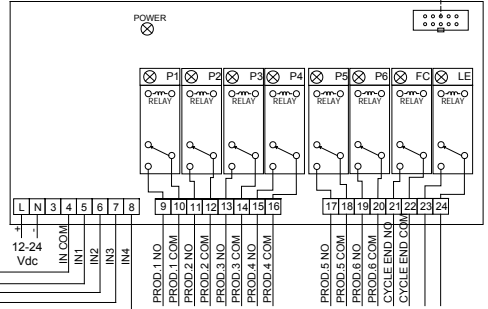 POWER
P1 P2 P3 P4 P5 P6 FC LE
RELAY RELAY RELAY RELAY RELAY RELAY RELAY RELAY
L N 3 4 5 6 7 8 9 10 11 12 13 14 15 16 17 18 19 20 21 22 23 24
+ -
12-24
Vdc
IN COM
IN1
IN2
IN3
IN4
PROD.1 NO
PROD.1 COM
PROD.2 NO
PROD.2 COM
PROD.3 NO
PROD.3 COM
PROD.4 NO
PROD.4 COM
PROD.5 NO
PROD.5 COM
PROD.6 NO
PROD.6 COM
CYCLE END NO
CYCLE END COM